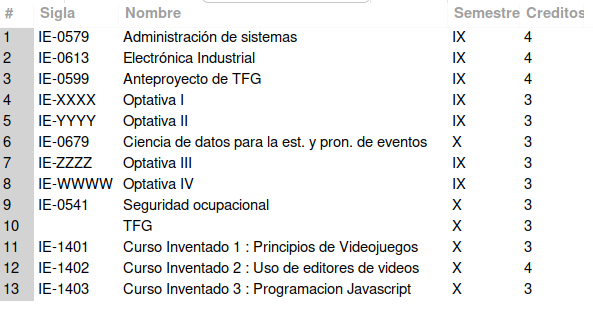 # Sigla Nombre Semestre Creditos
1 IE-0579 Administración de sistemas IX 4
2 IE-0613 Electrónica Industrial IX 4
3 IE-0599 Anteproyecto de TFG IX 4
4 IE-XXXX Optativa I IX 3
5 IE-YYYY Optativa II IX 3
6 IE-0679 Ciencia de datos para la est. y pron. de eventos X 3
7 IE-ZZZZ Optativa III IX 3
8 IE-WWWW Optativa IV IX 3
9 IE-0541 Seguridad ocupacional X 3
10 TFG X 3
11 IE-1401 Curso Inventado 1 : Principios de Videojuegos X 3
12 IE-1402 Curso Inventado 2 : Uso de editores de videos X 4
13 IE-1403 Curso Inventado 3 : Programacion Javascript X 3